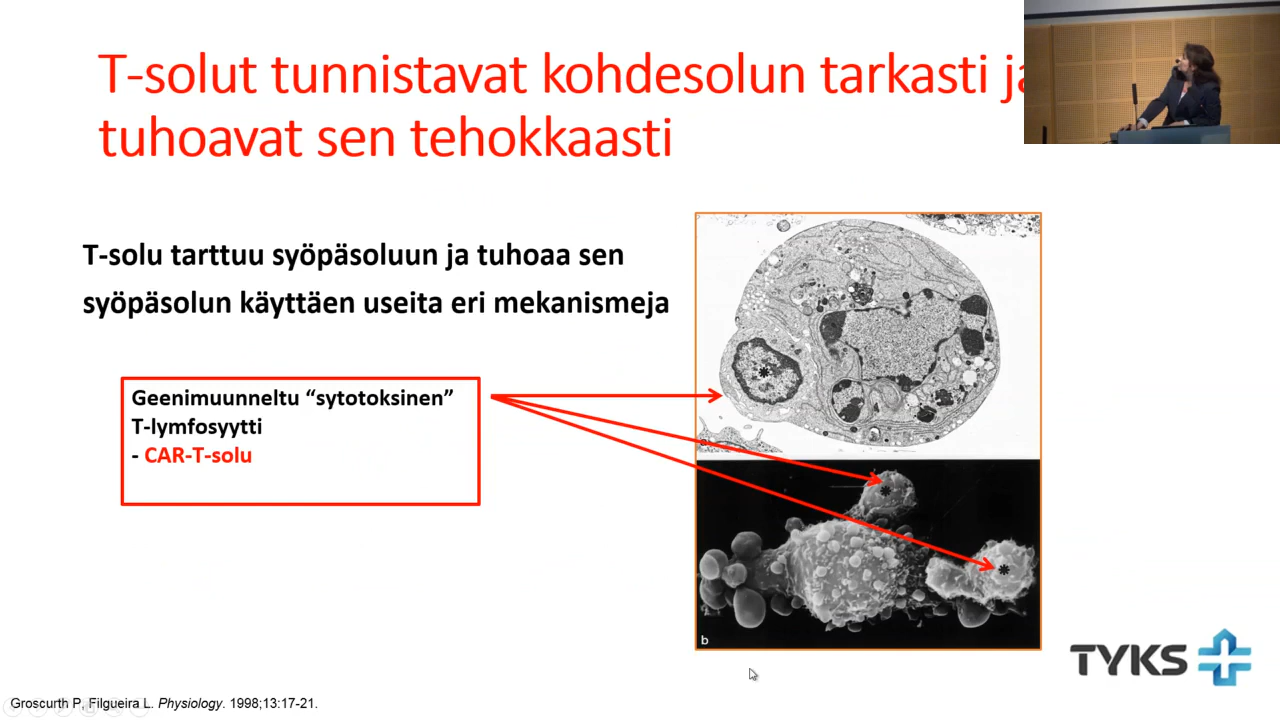 T-solut tunnistavat kohdesolun tarkasti
tuhoavat sen tehokkaasti
T-solu tarttuu syöpäsoluun ja tuhoaa sen
syöpäsolun käyttäen useita eri mekanismeja
Geenimuunneltu “sytotoksinen”
T-lymfosyytti
- CAR-T-solu
a
b
TYKS
Groscurth P, Filgueira L. Physiology. 1998;13:17-21.